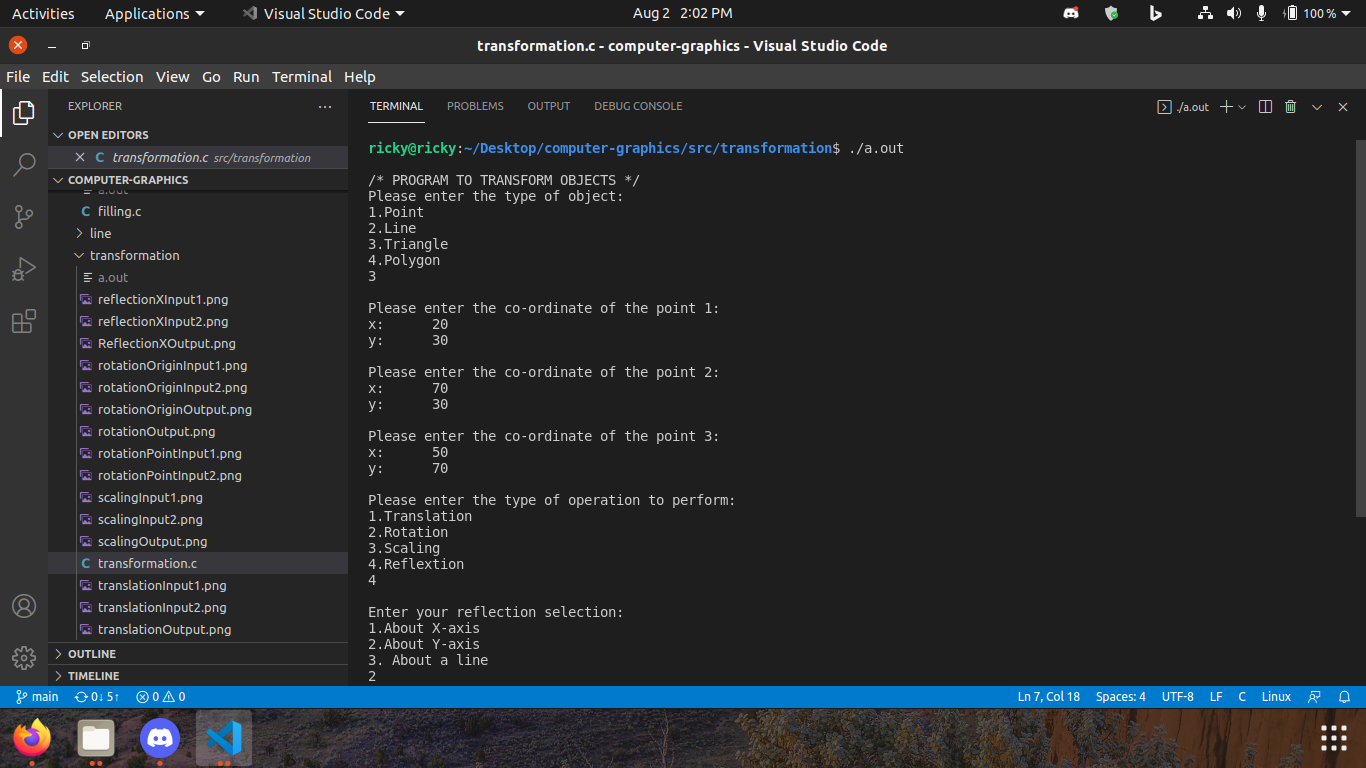 Activities Applications Visual Studio Code Aug 2 2:02 PM 100 %
transformation.c - computer-graphics - Visual Studio Code
File Edit Selection View Go Run Terminal Help
EXPLORER
OPEN EDITORS
transformation.c src/transformation
COMPUTER-GRAPHICS
a.out
C filling.c
line
transformation
a.out
reflectionXInput1.png
reflectionXInput2.png
ReflectionXOutput.png
rotationOriginInput1.png
rotationOriginInput2.png
rotationOriginOutput.png
rotationOutput.png
rotationPointInput1.png
rotationPointInput2.png
scalingInput1.png
scalingInput2.png
scalingOutput.png
C transformation.c
translationInput1.png
translationInput2.png
translationOutput.png
OUTLINE
TIMELINE
TERMINAL PROBLEMS OUTPUT DEBUG CONSOLE ./a.out
ricky@ricky:~/Desktop/computer-graphics/src/transformation$ ./a.out
/* PROGRAM TO TRANSFORM OBJECTS */
Please enter the type of object:
1.Point
2.Line
3.Triangle
4.Polygon
3
Please enter the co-ordinate of the point 1:
x: 20
y: 30
Please enter the co-ordinate of the point 2:
x: 70
y: 30
Please enter the co-ordinate of the point 3:
x: 50
y: 70
Please enter the type of operation to perform:
1.Translation
2.Rotation
3.Scaling
4.Reflextion
4
Enter your reflection selection:
1.About X-axis
2.About Y-axis
3. About a line
2
main 0↓ 5↑ 0 0 Ln 7, Col 18 Spaces: 4 UTF-8 LF C Linux